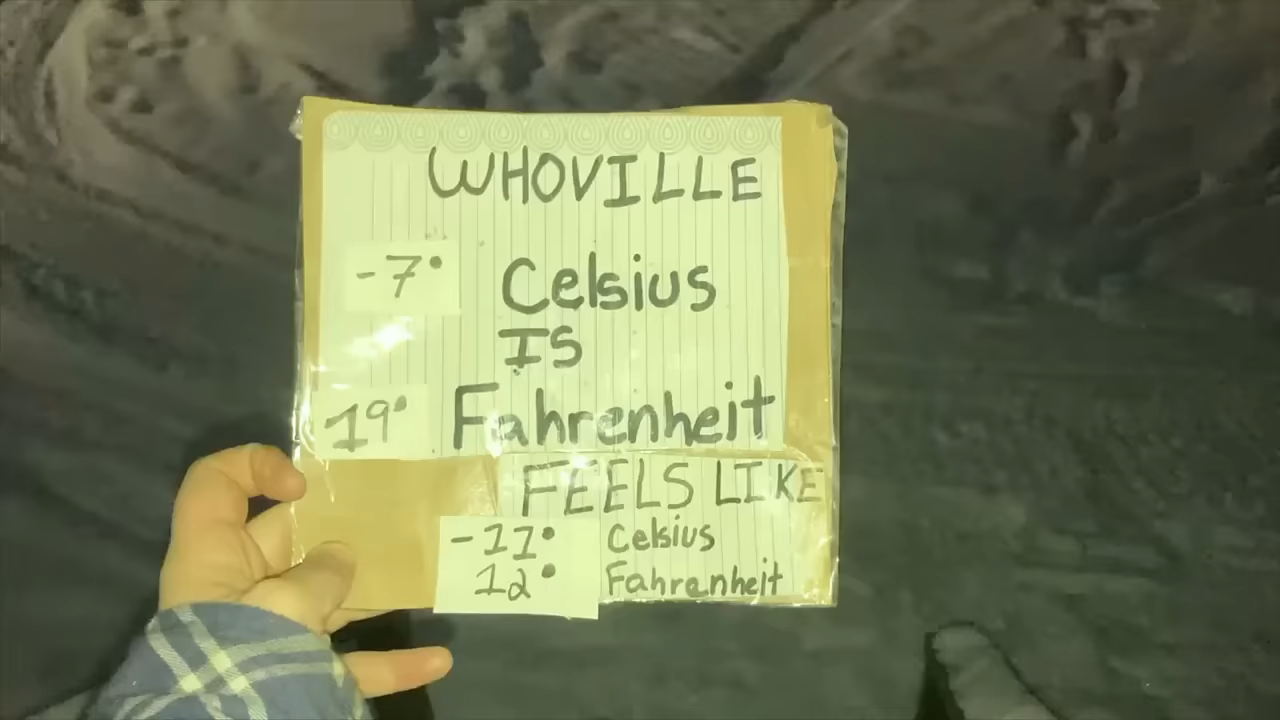 WHOVILLE
-7° Celsius
IS
19° Fahrenheit
FEELS LIKE
-11° Celsius
12° Fahrenheit